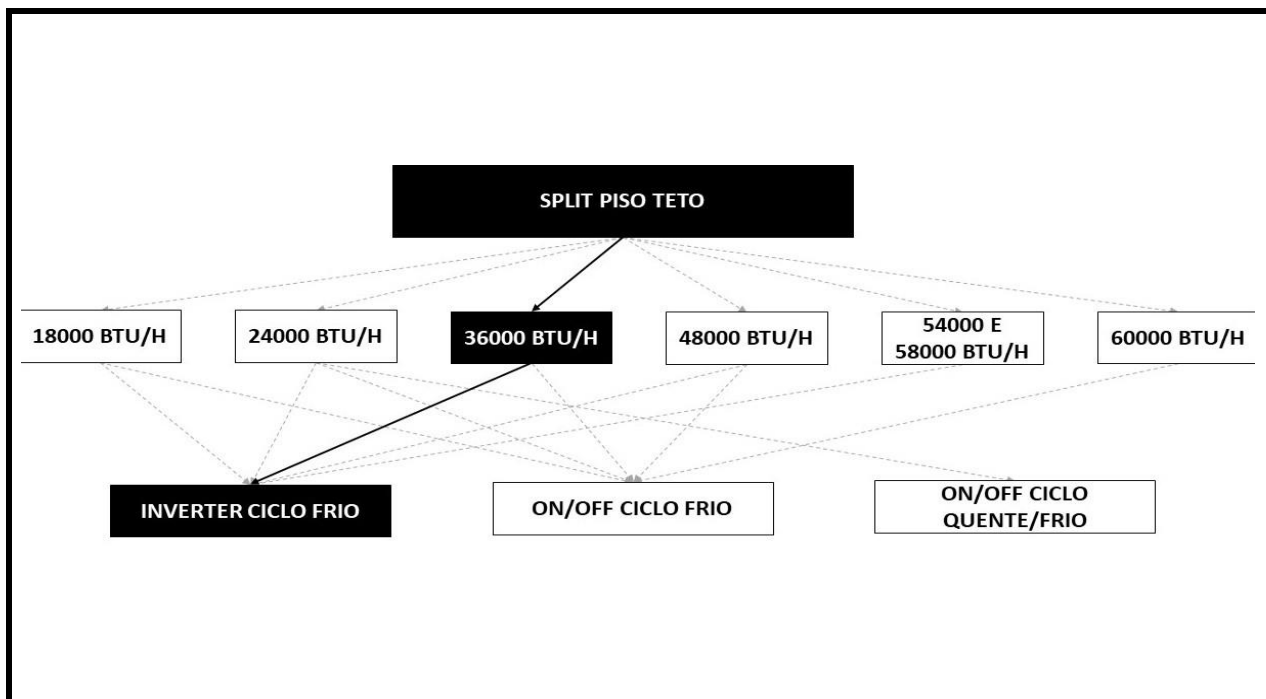 SPLIT PISO TETO
18000 BTU/H
24000 BTU/H
36000 BTU/H
48000 BTU/H
54000 E
58000 BTU/H
60000 BTU/H
INVERTER CICLO FRIO
ON/OFF CICLO FRIO
ON/OFF CICLO
QUENTE/FRIO